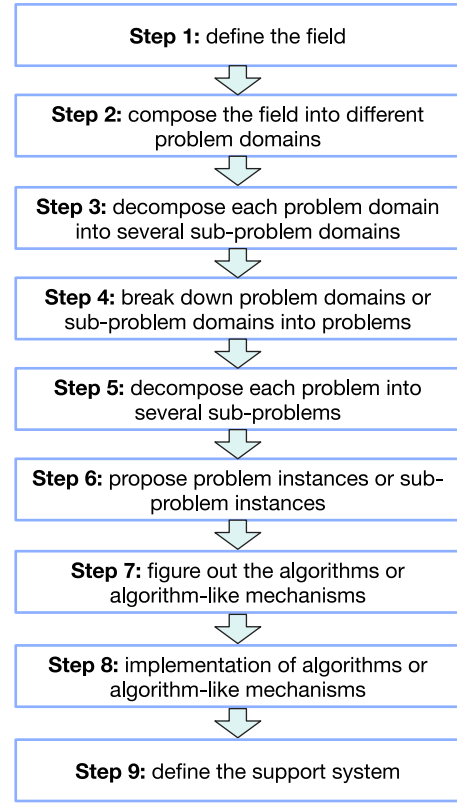 Step 1: define the field
Step 2: compose the field into different
problem domains
Step 3: decompose each problem domain
into several sub-problem domains
Step 4: break down problem domains or
sub-problem domains into problems
Step 5: decompose each problem into
several sub-problems
Step 6: propose problem instances or sub-
problem instances
Step 7: figure out the algorithms or
algorithm-like mechanisms
Step 8: implementation of algorithms or
algorithm-like mechanisms
Step 9: define the support system